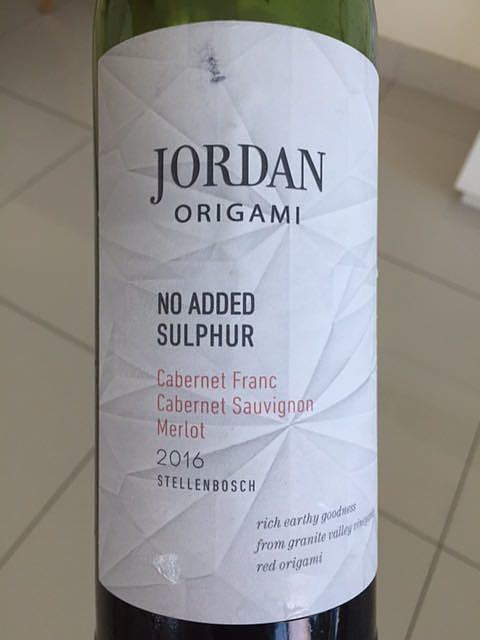 JORDAN
ORIGAMI
NO ADDED
SULPHUR
Cabernet Franc
Cabernet Sauvignon
Merlot
2016
STELLENBOSCH
rich earthy goodness
from granite valley
red origami